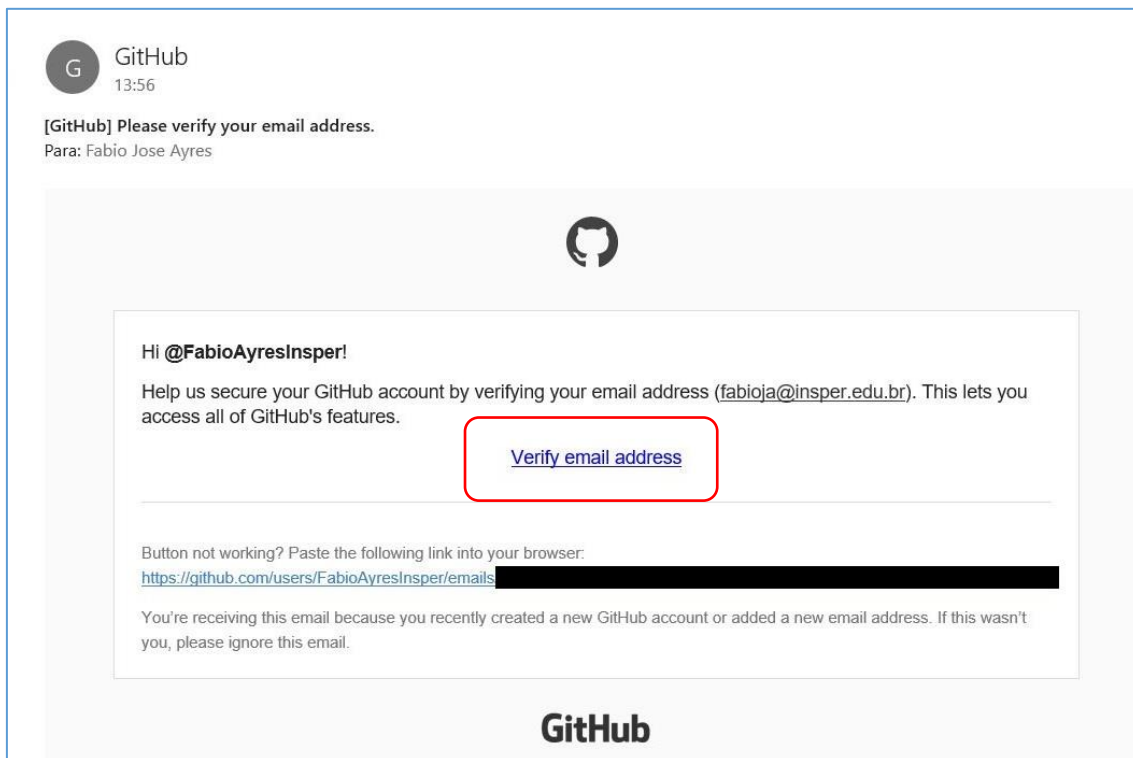 G
GitHub
13:56
[GitHub] Please verify your email address.
Para: Fabio Jose Ayres
Hi @FabioAyresInsper!
Help us secure your GitHub account by verifying your email address (fabioja@insper.edu.br). This lets you
access all of GitHub's features.
Verify email address
Button not working? Paste the following link into your browser:
https://github.com/users/FabioAyresInsper/emails
You’re receiving this email because you recently created a new GitHub account or added a new email address. If this wasn’t
you, please ignore this email.
GitHub